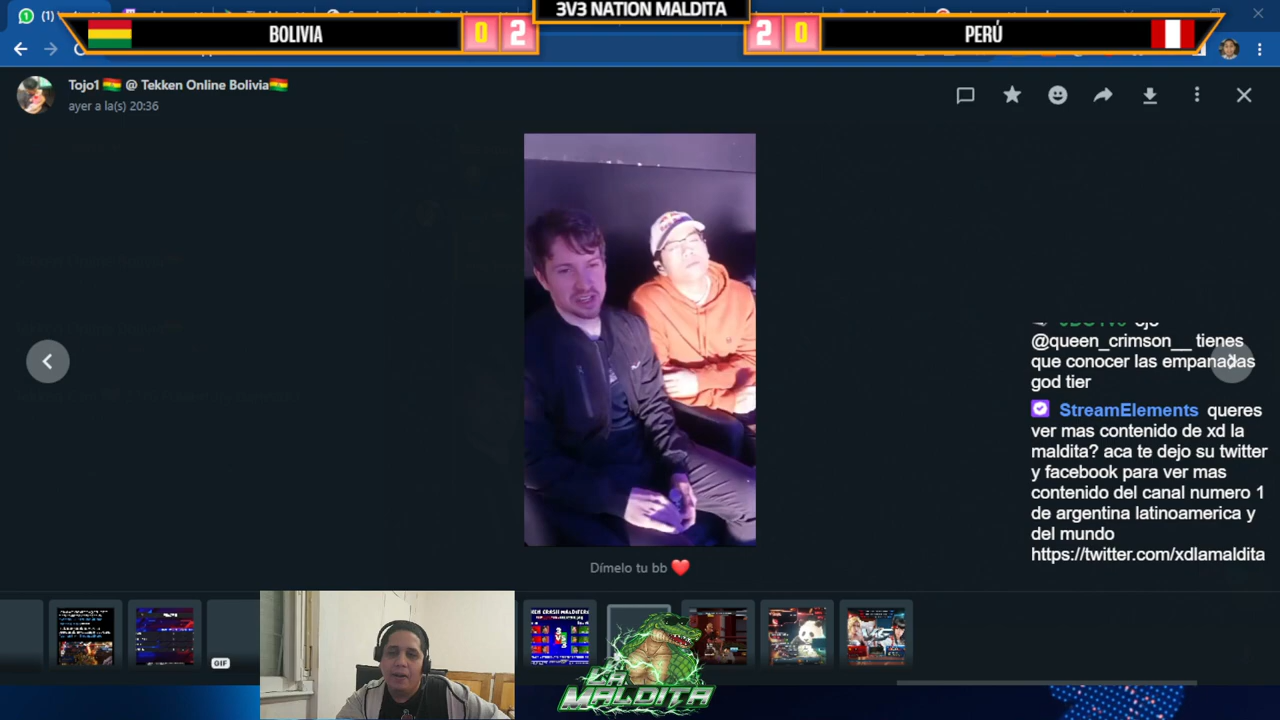 3V3 NATION MALDITA
BOLIVIA
0
2
2
0
PERÚ
Tojo1 @ Tekken Online Bolivia
ayer a la(s) 20:36
@queen_crimson__ tienes
que conocer las empanadas
god tier
StreamElements queres
ver mas contenido de xd la
maldita? aca te dejo su twitter
y facebook para ver mas
contenido del canal numero 1
de argentina latinoamerica y
del mundo
https://twitter.com/xdlamaldita
Dímelo tu bb ❤️
GIF
LA
MALDITA